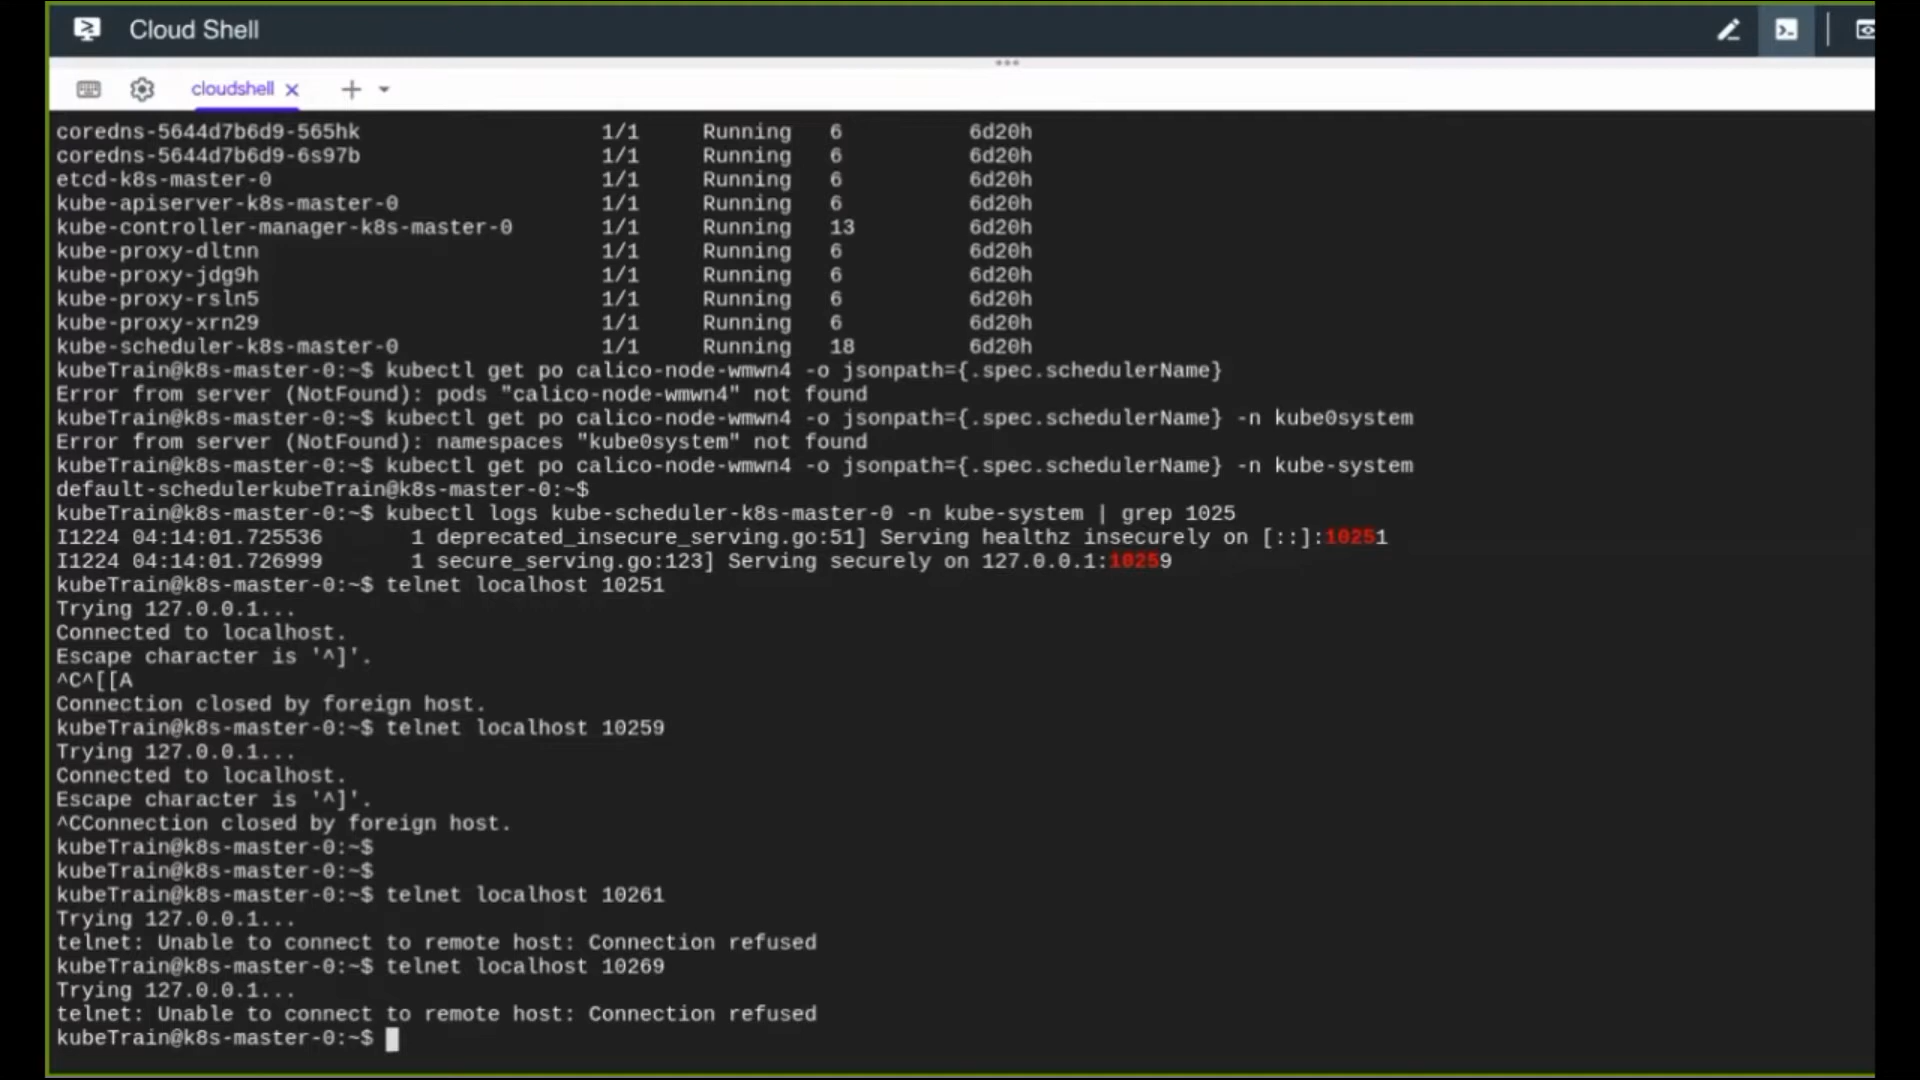 Cloud Shell
cloudshell
coredns-5644d7b6d9-565hk 1/1 Running 6 6d20h
coredns-5644d7b6d9-6s97b 1/1 Running 6 6d20h
etcd-k8s-master-0 1/1 Running 6 6d20h
kube-apiserver-k8s-master-0 1/1 Running 6 6d20h
kube-controller-manager-k8s-master-0 1/1 Running 13 6d20h
kube-proxy-dltnn 1/1 Running 6 6d20h
kube-proxy-jdg9h 1/1 Running 6 6d20h
kube-proxy-rsln5 1/1 Running 6 6d20h
kube-proxy-xrn29 1/1 Running 6 6d20h
kube-scheduler-k8s-master-0 1/1 Running 18 6d20h
kubeTrain@k8s-master-0:~$ kubectl get po calico-node-wmwn4 -o jsonpath={.spec.schedulerName}
Error from server (NotFound): pods "calico-node-wmwn4" not found
kubeTrain@k8s-master-0:~$ kubectl get po calico-node-wmwn4 -o jsonpath={.spec.schedulerName} -n kube0system
Error from server (NotFound): namespaces "kube0system" not found
kubeTrain@k8s-master-0:~$ kubectl get po calico-node-wmwn4 -o jsonpath={.spec.schedulerName} -n kube-system
default-schedulerkubeTrain@k8s-master-0:~$
kubeTrain@k8s-master-0:~$ kubectl logs kube-scheduler-k8s-master-0 -n kube-system | grep 1025
I1224 04:14:01.725536 1 deprecated_insecure_serving.go:51] Serving healthz insecurely on [::]:10251
I1224 04:14:01.726999 1 secure_serving.go:123] Serving securely on 127.0.0.1:10259
kubeTrain@k8s-master-0:~$ telnet localhost 10251
Trying 127.0.0.1...
Connected to localhost.
Escape character is '^]'.
^C^[[A
Connection closed by foreign host.
kubeTrain@k8s-master-0:~$ telnet localhost 10259
Trying 127.0.0.1...
Connected to localhost.
Escape character is '^]'.
^CConnection closed by foreign host.
kubeTrain@k8s-master-0:~$
kubeTrain@k8s-master-0:~$
kubeTrain@k8s-master-0:~$ telnet localhost 10261
Trying 127.0.0.1...
telnet: Unable to connect to remote host: Connection refused
kubeTrain@k8s-master-0:~$ telnet localhost 10269
Trying 127.0.0.1...
telnet: Unable to connect to remote host: Connection refused
kubeTrain@k8s-master-0:~$